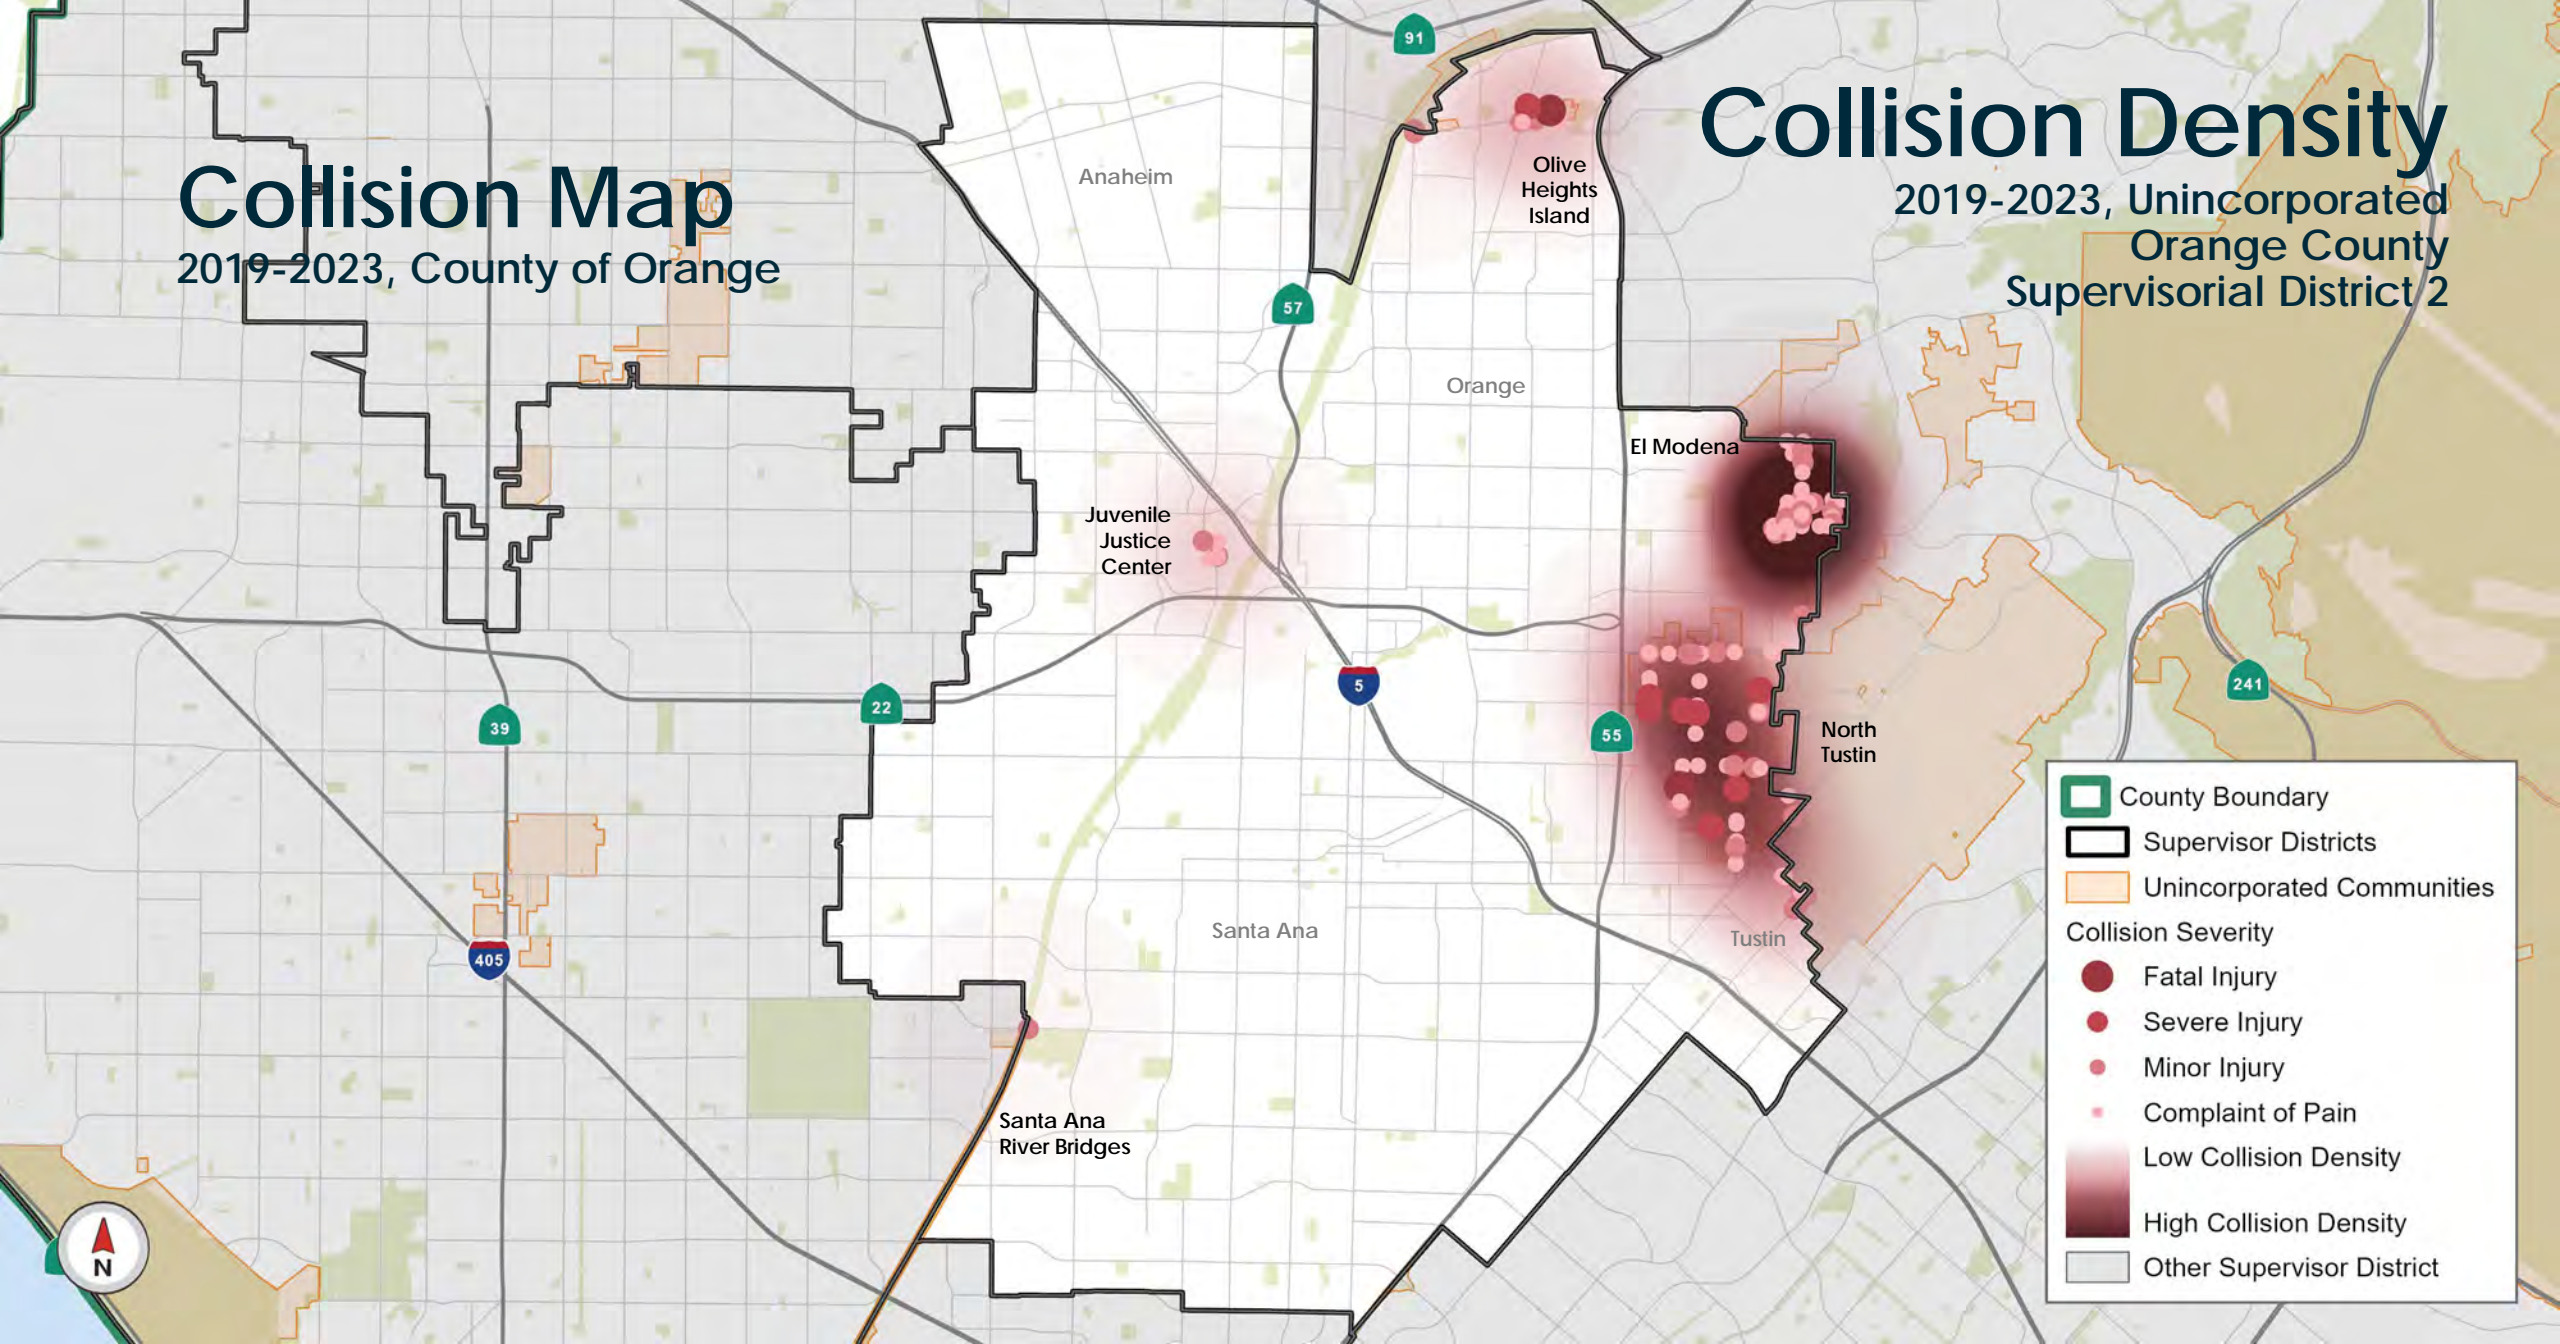 Collision Map
2019-2023, County of Orange
Collision Density
2019-2023, Unincorporated
Orange County
Supervisorial District 2
91
Anaheim
Olive
Heights
Island
57
Orange
El Modena
Juvenile
Justice
Center
5
22
39
55
North
Tustin
241
Santa Ana
Tustin
405
Santa Ana
River Bridges
N
County Boundary
Supervisor Districts
Unincorporated Communities
Collision Severity
Fatal Injury
Severe Injury
Minor Injury
Complaint of Pain
Low Collision Density
High Collision Density
Other Supervisor District